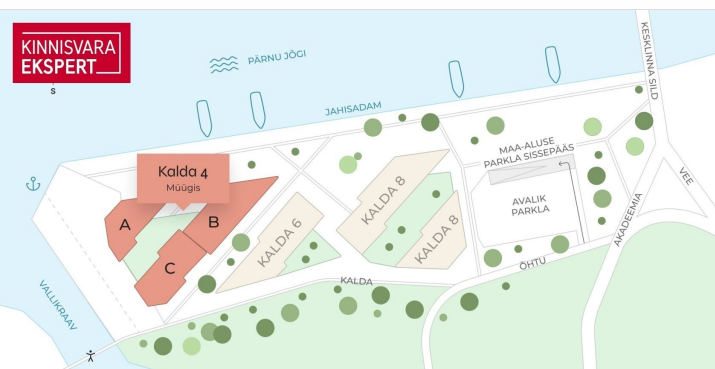 KINNISVARA
EKSPERT
s
PÄRNU JÕGI
JAHISADAM
KESKLINNA SILD
MAA-ALUSE
PARKLA SISSEPÄÄS
Kalda 4
Müügis
A
B
C
KALDA 6
KALDA 8
KALDA 8
AVALIK
PARKLA
VEE
AKADEEMIA
ÕHTU
KALDA
VALLIKRAAV